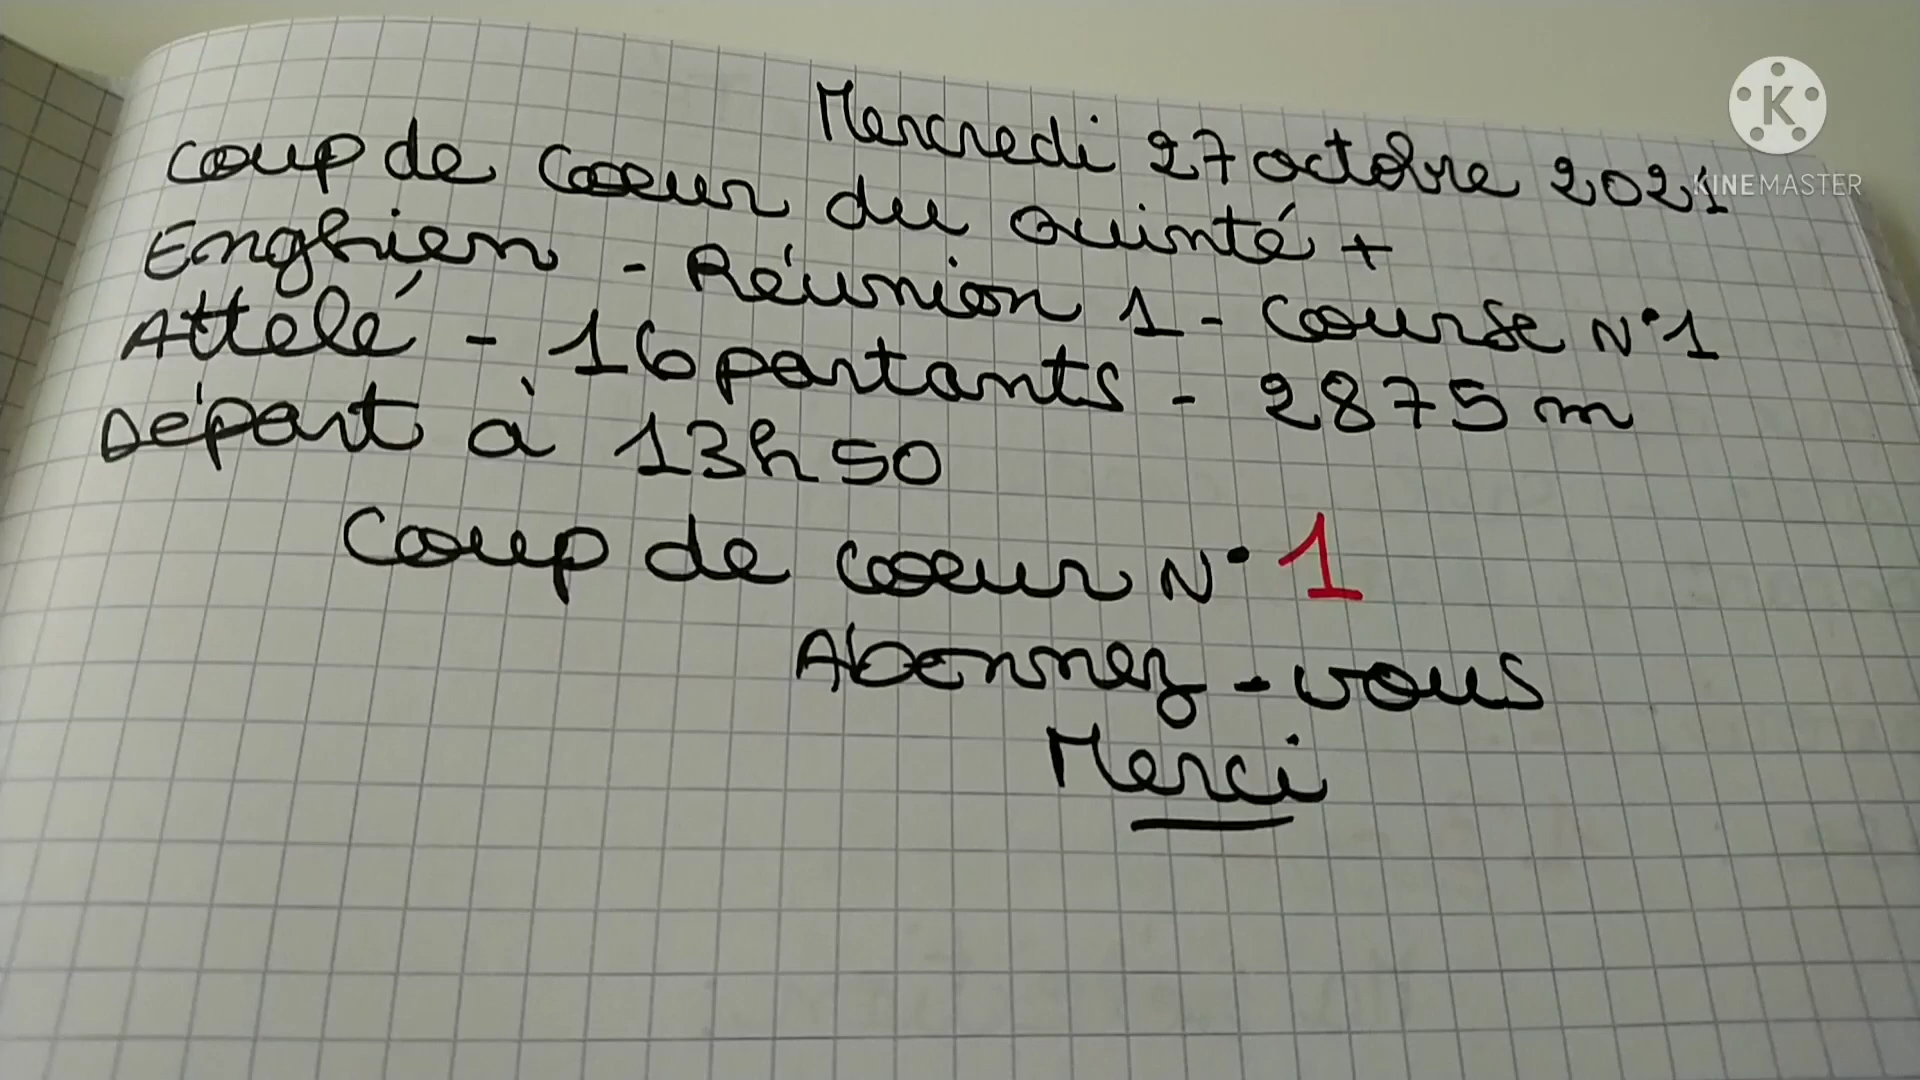 Mercredi 27 octobre 2021
Coup de coeur du Quinté +
Enghien - Réunion 1 - Course N°1
Attelé - 16 partants - 2875 m
Départ à 13h50
Coup de coeur N° 1
Abonnez-vous
Merci
K
KINEMASTER